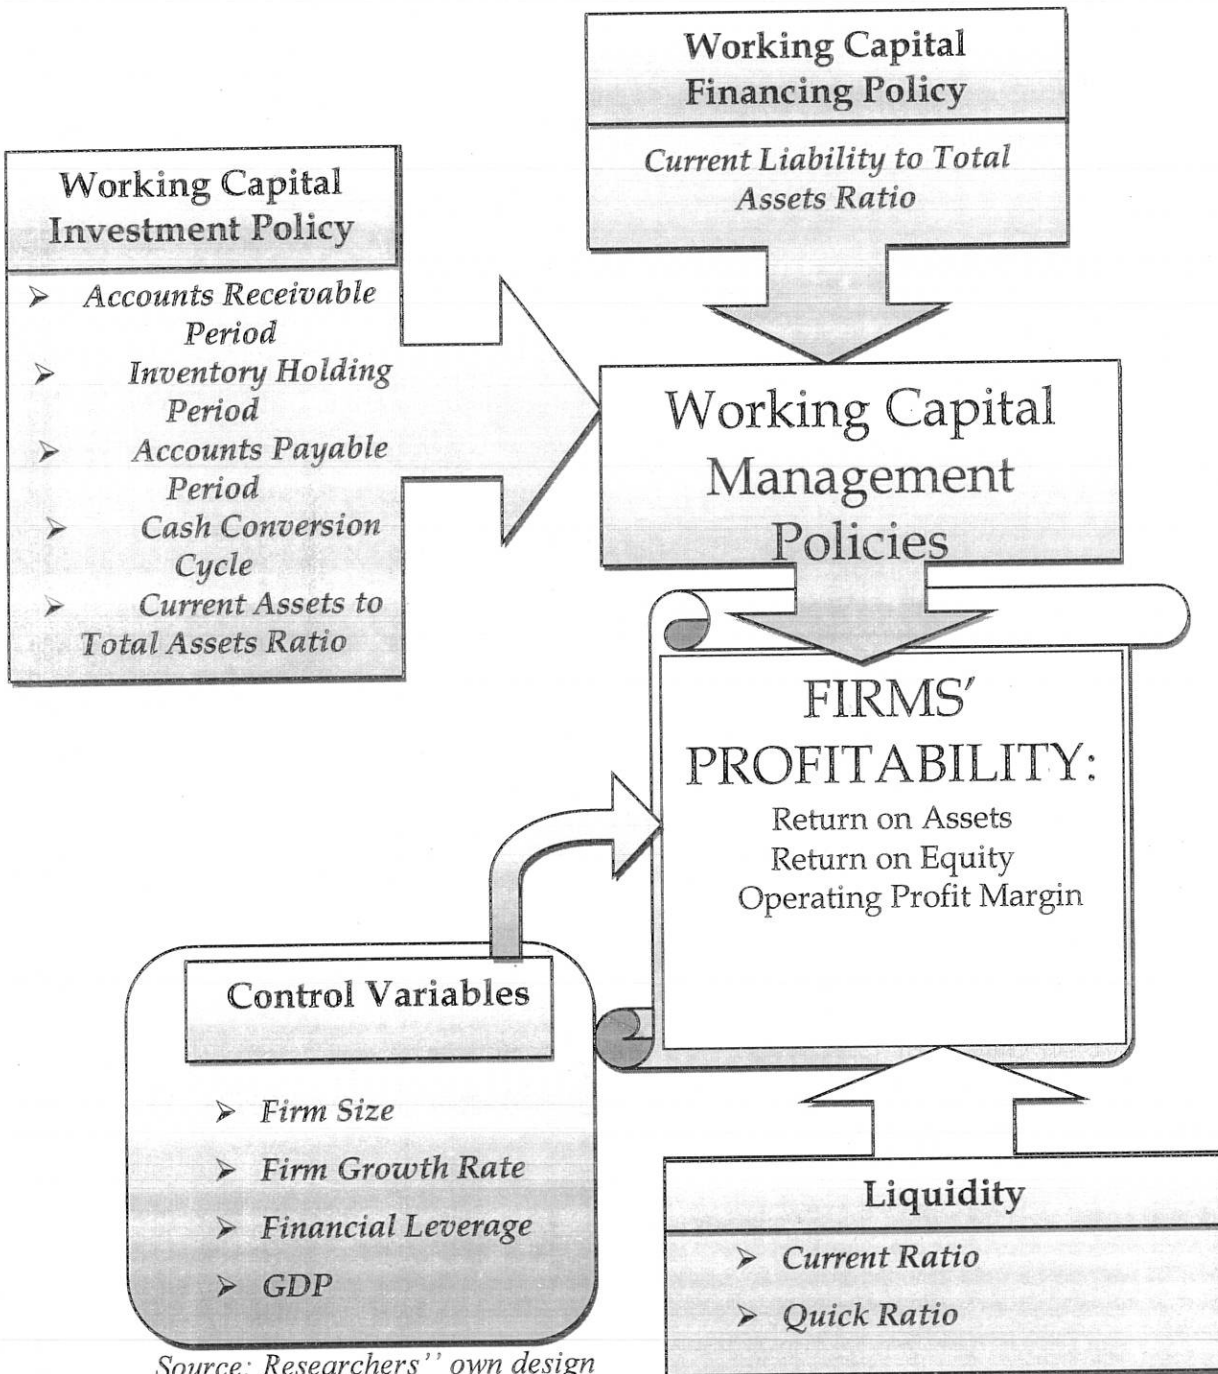 Working Capital
Financing Policy
Current Liability to Total
Assets Ratio
Working Capital
Investment Policy
➢ Accounts Receivable
Period
➢ Inventory Holding
Period
➢ Accounts Payable
Period
➢ Cash Conversion
Cycle
➢ Current Assets to
Total Assets Ratio
Working Capital
Management
Policies
FIRMS'
PROFITABILITY:
Return on Assets
Return on Equity
Operating Profit Margin
Control Variables
➢ Firm Size
➢ Firm Growth Rate
➢ Financial Leverage
➢ GDP
Liquidity
➢ Current Ratio
➢ Quick Ratio
Source: Researchers'' own design